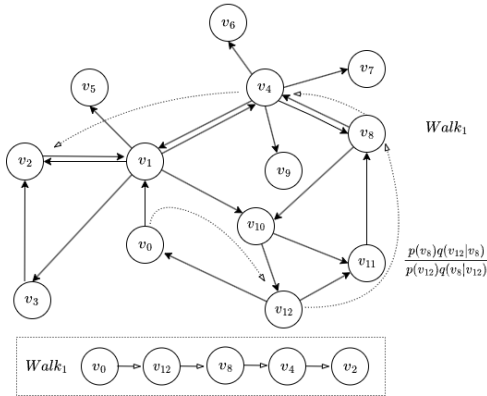 v₆
v₄
v₇
v₅
v₈
Walk₁
v₂
v₁
v₉
v₁₀
v₀
v₁₁
p(v₈)q(v₁₂|v₈)
p(v₁₂)q(v₈|v₁₂)
v₃
v₁₂
Walk₁ v₀ v₁₂ v₈ v₄ v₂